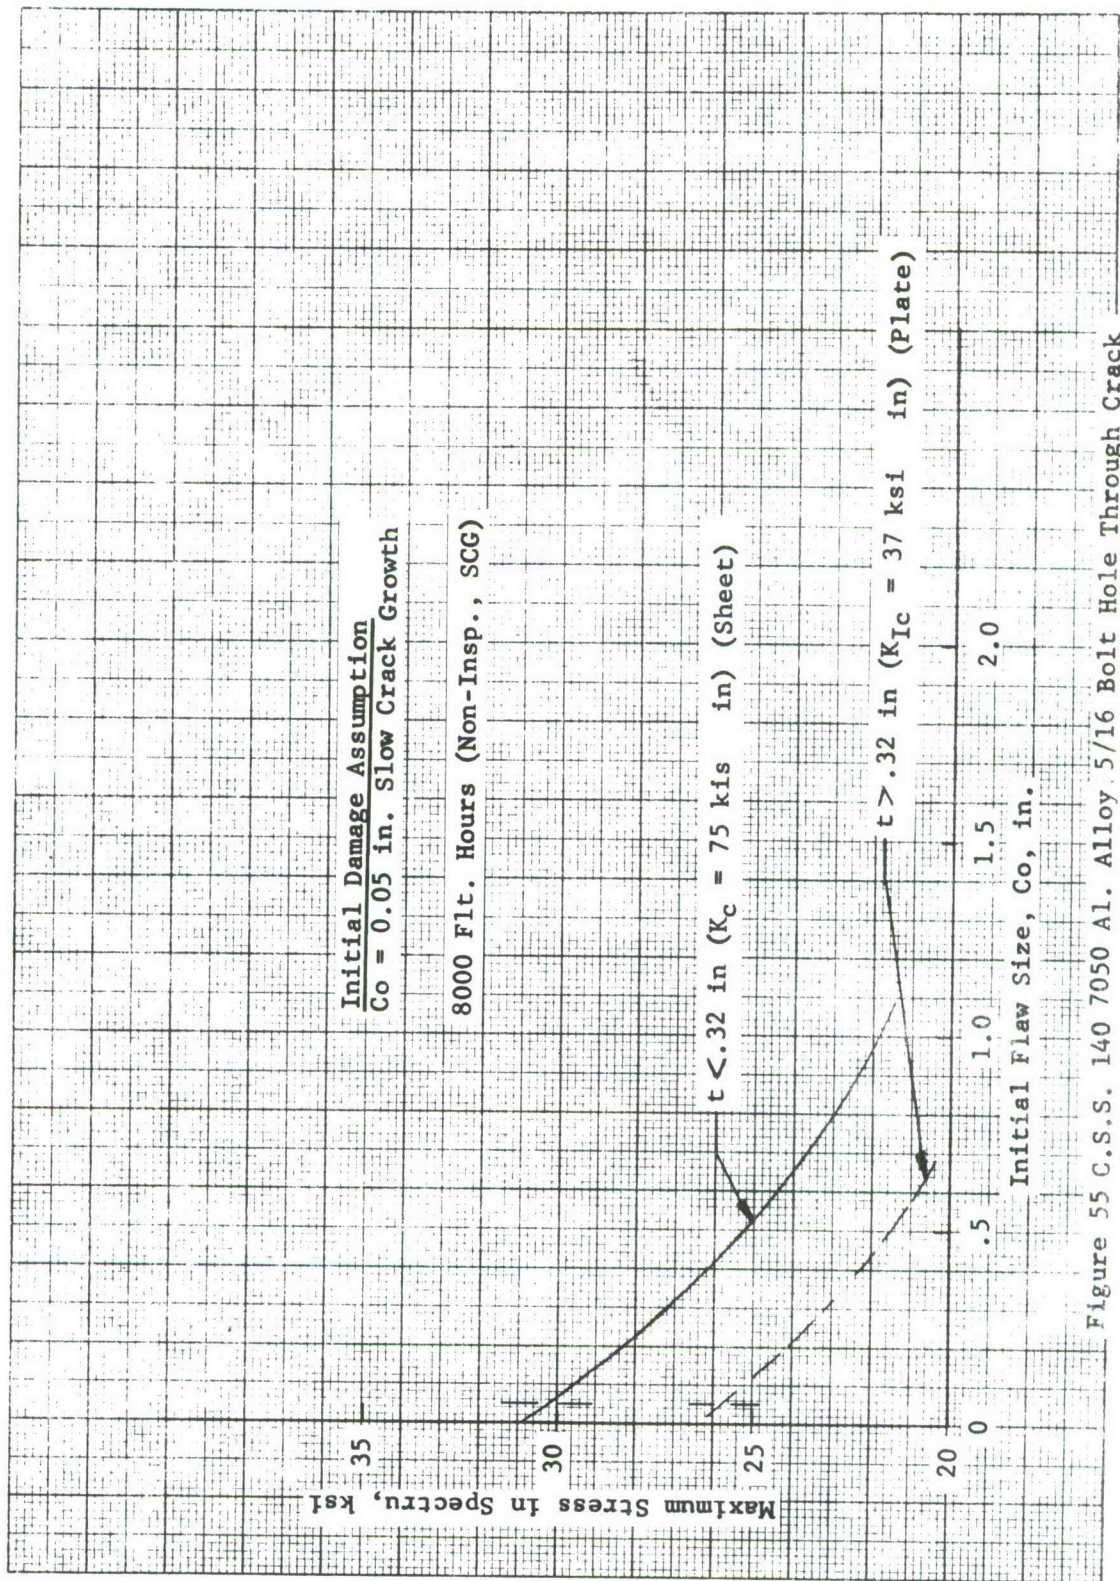 Initial Damage Assumption
Co = 0.05 in. Slow Crack Growth
8000 Flt. Hours (Non-Insp., SCG)
t <.32 in (Kc = 75 kis in) (Sheet)
t >.32 in (KIc = 37 ksi in) (Plate)
Maximum Stress in Spectru, ksi
35
30
25
20
0
.5
1.0
1.5
2.0
Initial Flaw Size, Co, in.
Figure 55 C.S.S. 140 7050 Al. Alloy 5/16 Bolt Hole Through Crack